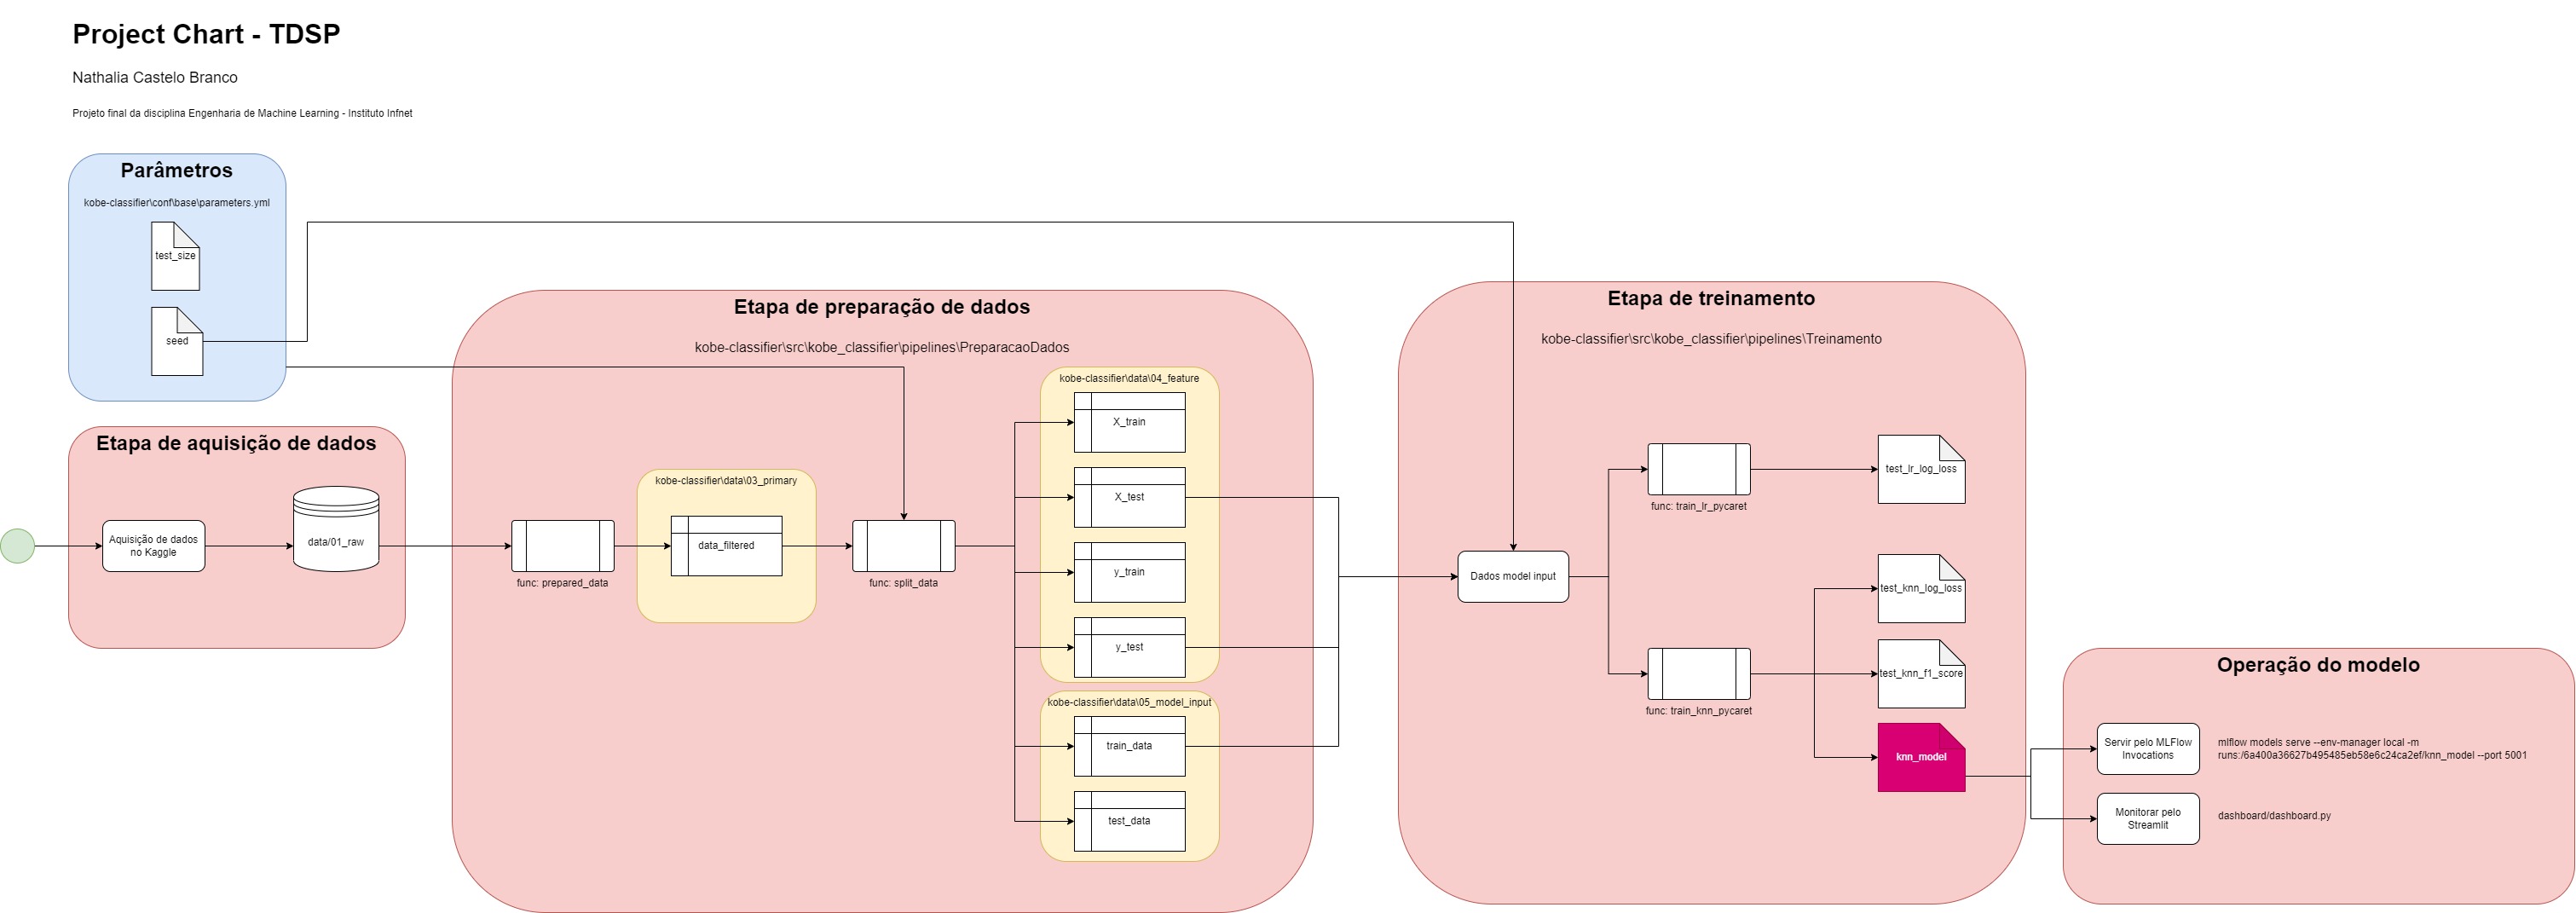 Project Chart - TDSP
Nathalia Castelo Branco
Projeto final da disciplina Engenharia de Machine Learning - Instituto Infnet
Parâmetros
kobe-classifier\conf\base\parameters.yml
test_size
seed
Etapa de aquisição de dados
Aquisição de dados
no Kaggle
data/01_raw
Etapa de preparação de dados
kobe-classifier\src\kobe_classifier\pipelines\PreparacaoDados
func: prepared_data
kobe-classifier\data\03_primary
data_filtered
func: split_data
kobe-classifier\data\04_feature
X_train
X_test
y_train
y_test
kobe-classifier\data\05_model_input
train_data
test_data
Etapa de treinamento
kobe-classifier\src\kobe_classifier\pipelines\Treinamento
Dados model input
func: train_lr_pycaret
test_lr_log_loss
func: train_knn_pycaret
test_knn_log_loss
test_knn_f1_score
knn_model
Operação do modelo
Servir pelo MLFlow
Invocations
mlflow models serve --env-manager local -m
runs:/6a400a36627b495485eb58e6c24ca2ef/knn_model --port 5001
Monitorar pelo
Streamlit
dashboard/dashboard.py